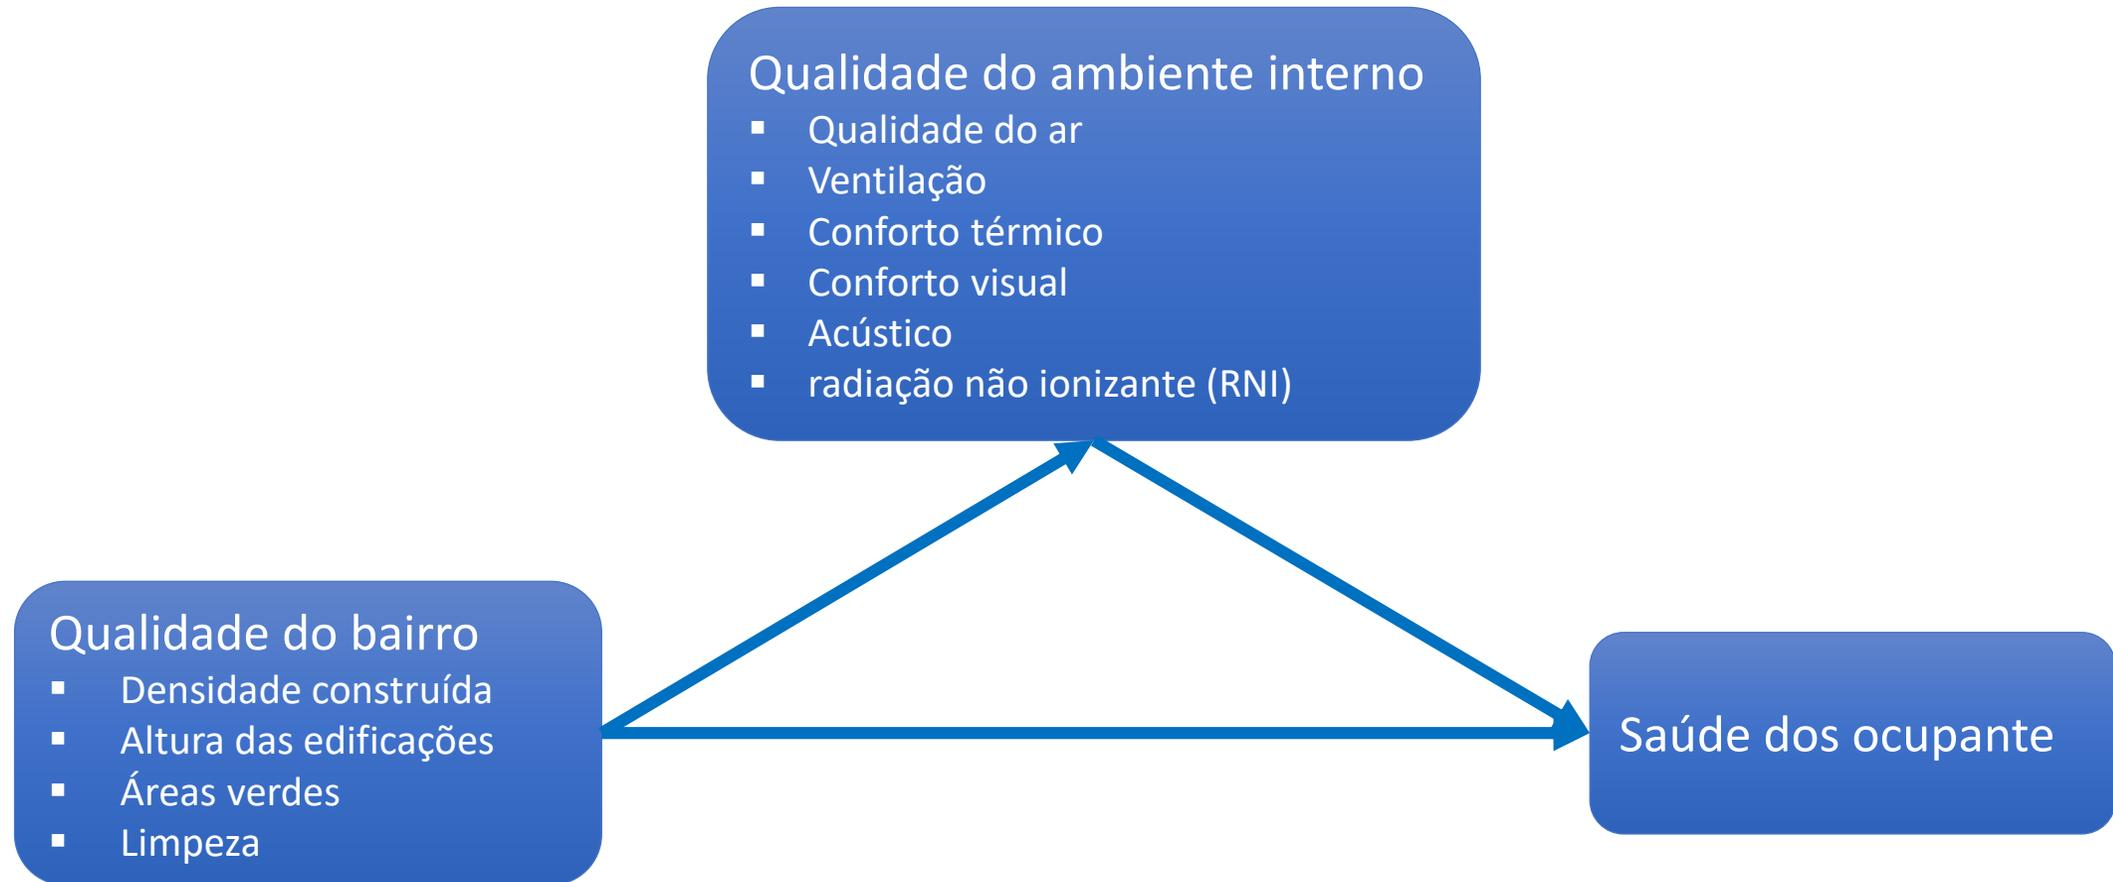 Qualidade do ambiente interno
▪ Qualidade do ar
▪ Ventilação
▪ Conforto térmico
▪ Conforto visual
▪ Acústico
▪ radiação não ionizante (RNI)
Qualidade do bairro
▪ Densidade construída
▪ Altura das edificações
▪ Áreas verdes
▪ Limpeza
Saúde dos ocupante